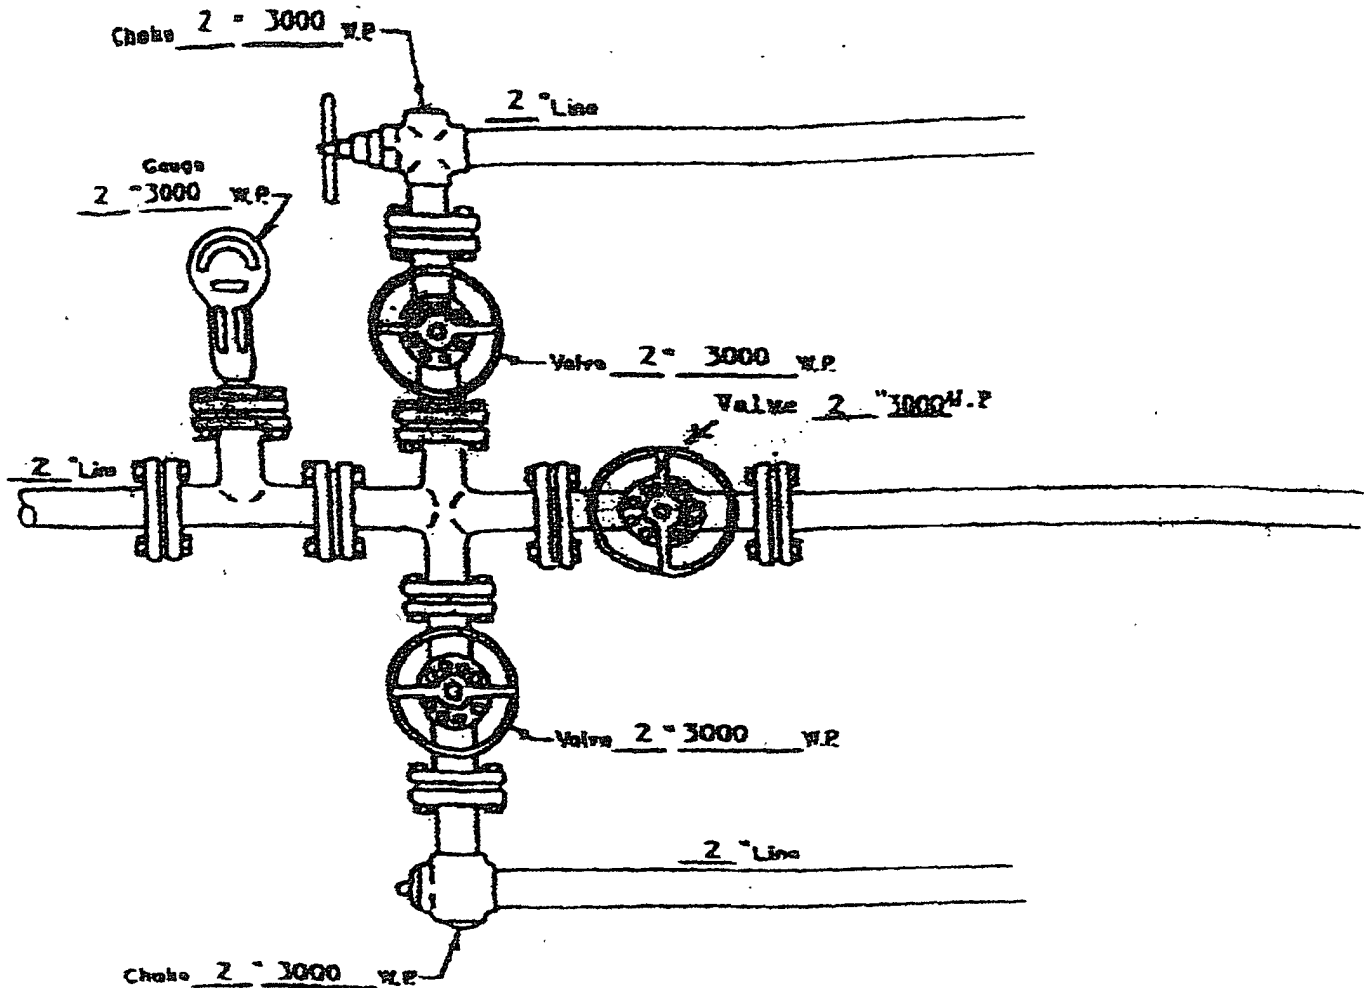 Choke 2 " 3000 W.P.
2 " Line
Gauge
2 " 3000 W.P.
Valve 2 " 3000 W.P.
Valve 2 "3000 W.P
2 " Line
Valve 2 " 3000 W.P.
2 " Line
Choke 2 " 3000 W.P.